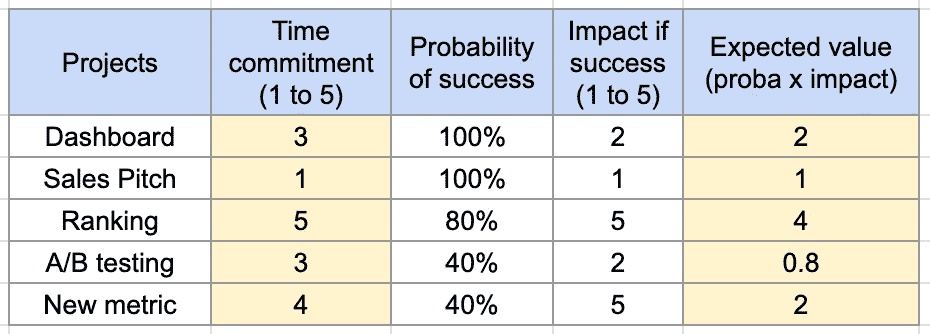 Projects
Time
commitment
(1 to 5)
Probability
of success
Impact if
success
(1 to 5)
Expected value
(proba x impact)
Dashboard 3 100% 2 2
Sales Pitch 1 100% 1 1
Ranking 5 80% 5 4
A/B testing 3 40% 2 0.8
New metric 4 40% 5 2